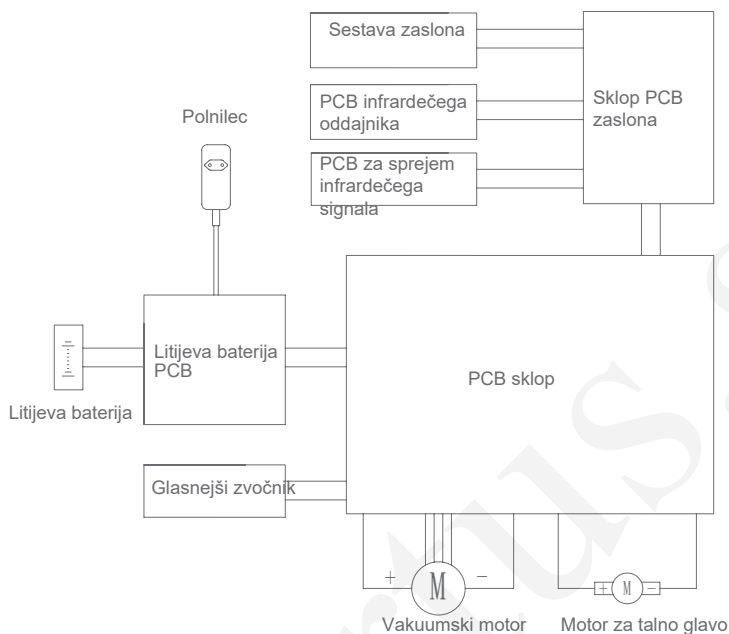 Sestava zaslona
PCB infrardečega
oddajnika
PCB za sprejem
infrardečega
signala
Sklop PCB
zaslona
Polnilec
Litijeva baterija
PCB
Litijeva baterija
PCB sklop
Glasnejši zvočnik
+ M −
+ M −
Vakuumski motor
Motor za talno glavo